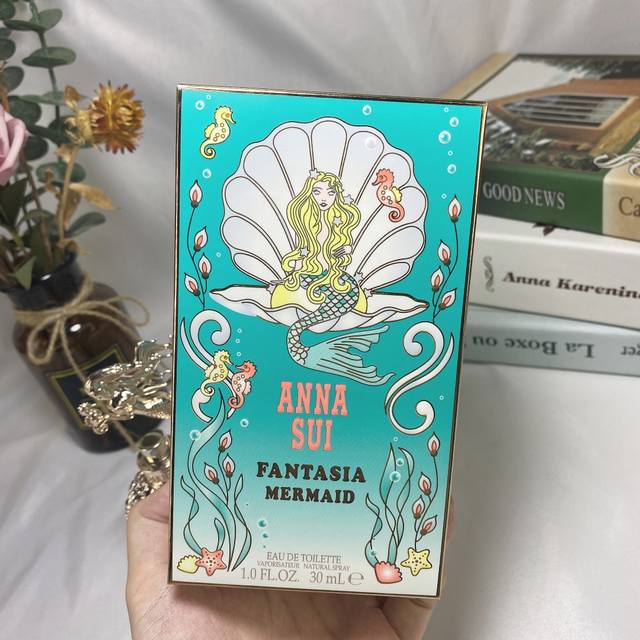 ANNA
SUI
FANTASIA
MERMAID
EAU DE TOILETTE
VAPORISATEUR NATURAL SPRAY
1.0 FL.OZ. 30 mL ℮
GOOD NEWS
Ca
Anna Karenina
La Boxe ou